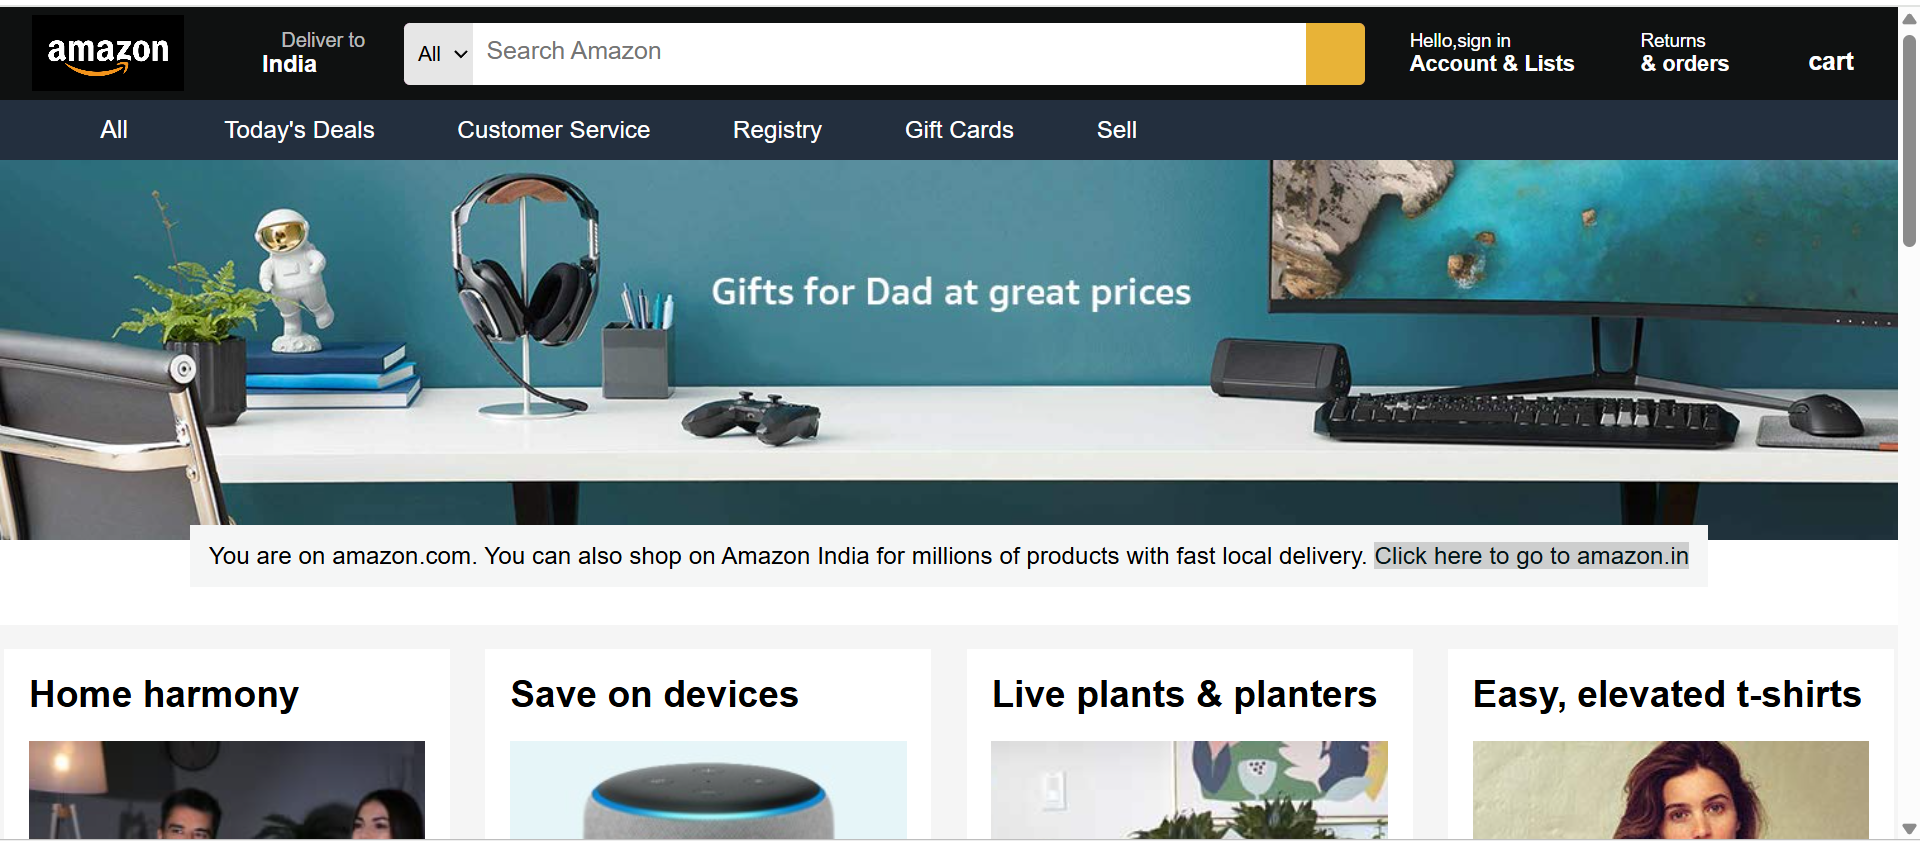 amazon
Deliver to
India
All
Search Amazon
Hello,sign in
Account & Lists
Returns
& orders
cart
All
Today's Deals
Customer Service
Registry
Gift Cards
Sell
Gifts for Dad at great prices
You are on amazon.com. You can also shop on Amazon India for millions of products with fast local delivery. Click here to go to amazon.in
Home harmony
Save on devices
Live plants & planters
Easy, elevated t-shirts